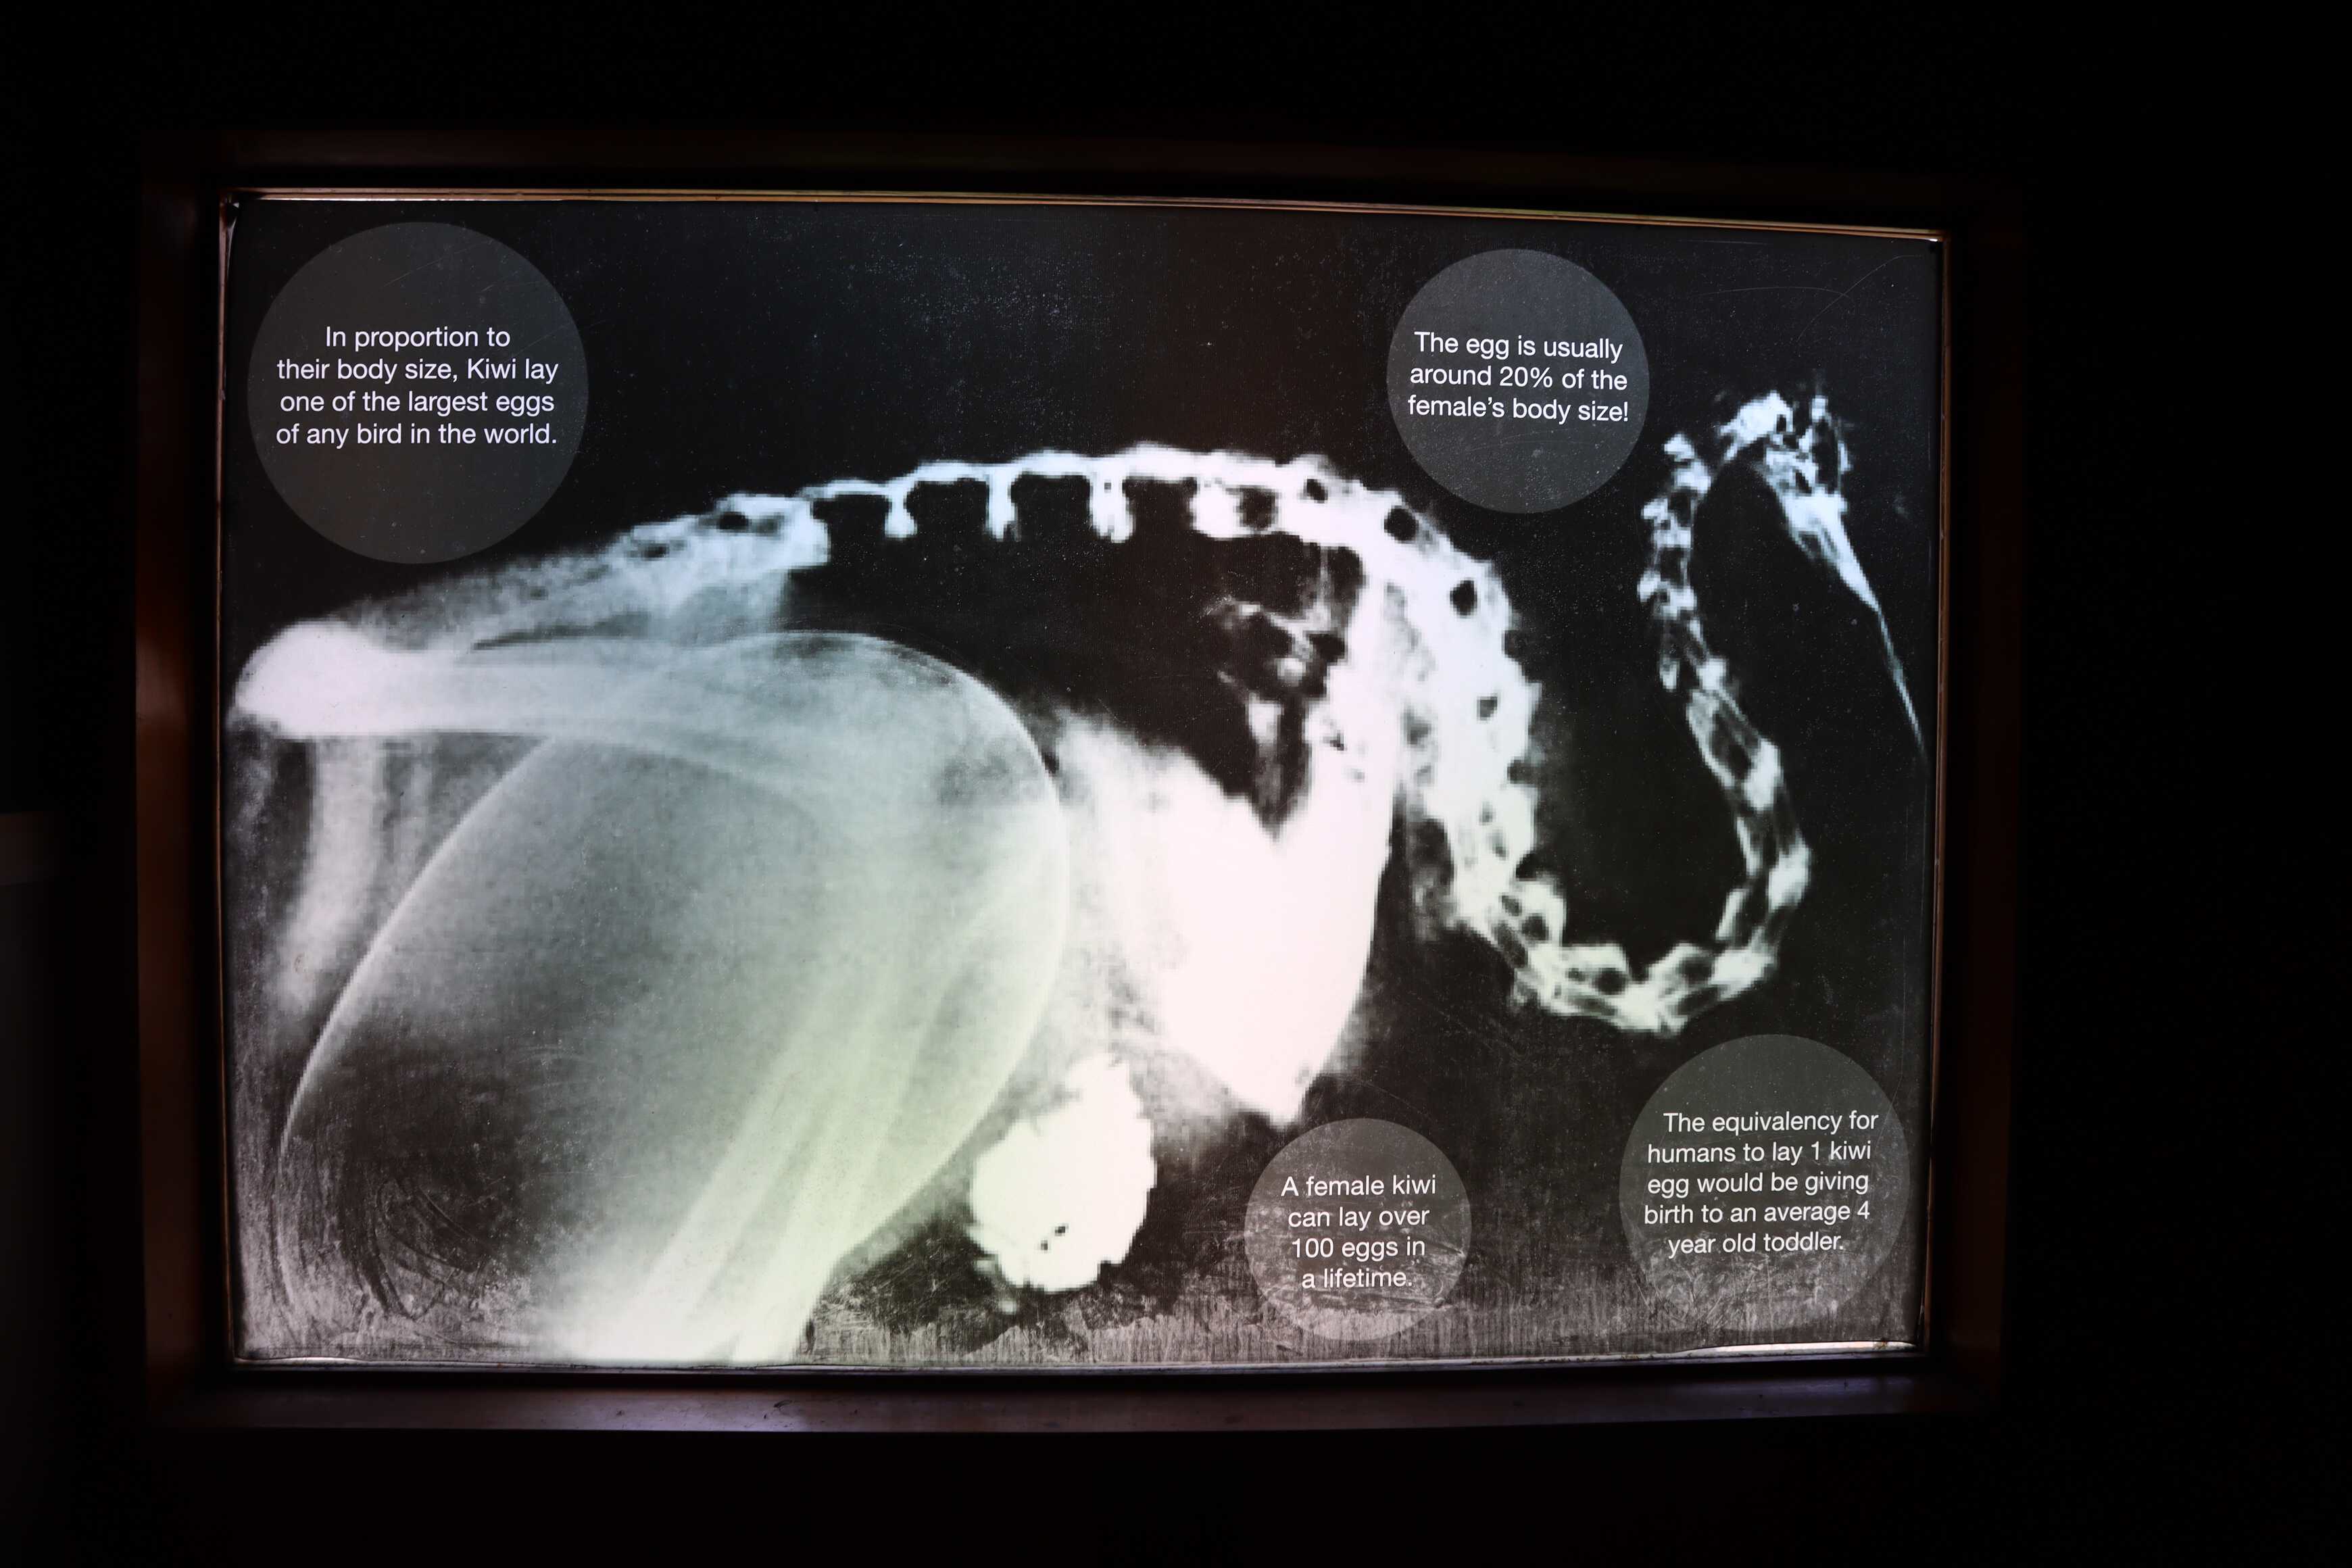 In proportion to
their body size, Kiwi lay
one of the largest eggs
of any bird in the world.
The egg is usually
around 20% of the
female's body size!
A female kiwi
can lay over
100 eggs in
a lifetime.
The equivalency for
humans to lay 1 kiwi
egg would be giving
birth to an average 4
year old toddler.